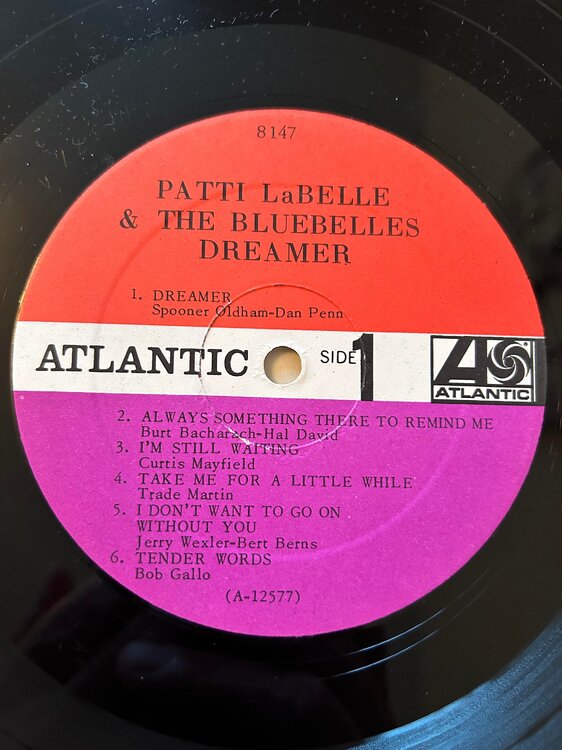 8147
PATTI LaBELLE
& THE BLUEBELLES
DREAMER
1. DREAMER
Spooner Oldham-Dan Penn
ATLANTIC
SIDE 1
ATLANTIC
2. ALWAYS SOMETHING THERE TO REMIND ME
Burt Bacharach-Hal David
3. I'M STILL WAITING
Curtis Mayfield
4. TAKE ME FOR A LITTLE WHILE
Trade Martin
5. I DON'T WANT TO GO ON
WITHOUT YOU
Jerry Wexler-Bert Berns
6. TENDER WORDS
Bob Gallo
(A-12577)